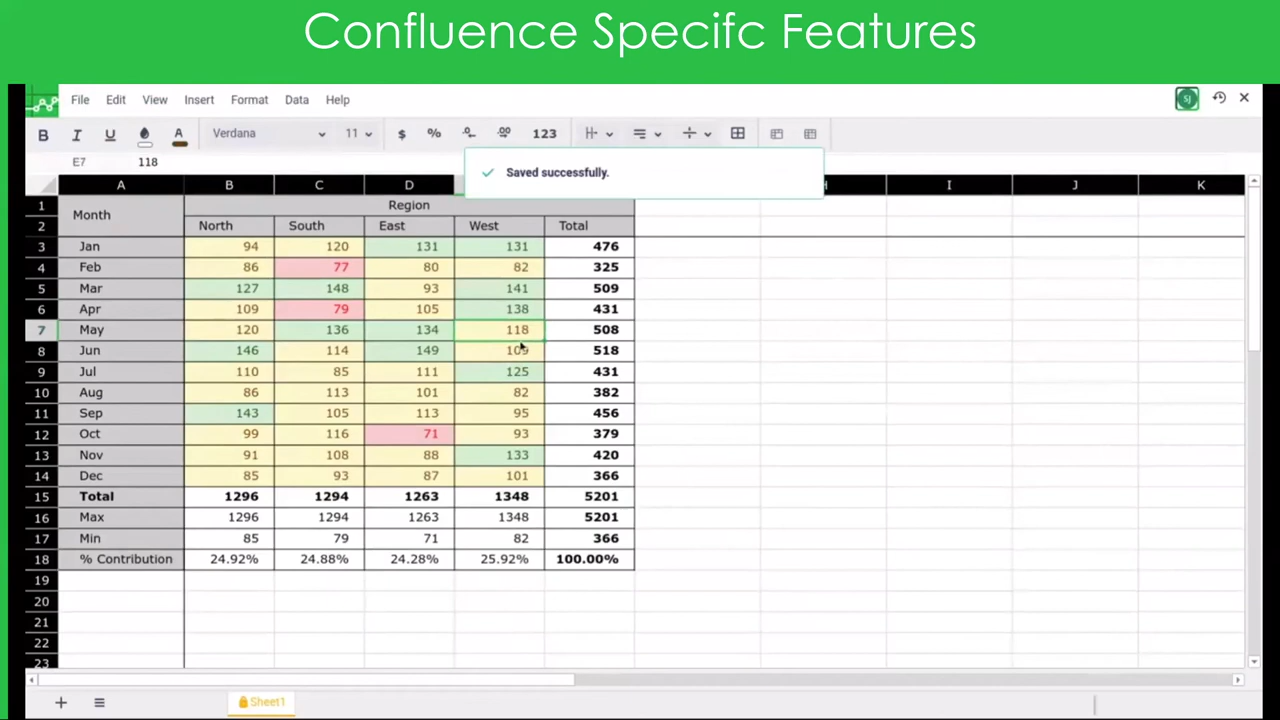 Confluence Specifc Features
File Edit View Insert Format Data Help SJ
B I U A Verdana 11 $ % .0 .00 123
E7 118
Saved successfully.
A B C D H I J K
1 Month Region
2 North South East West Total
3 Jan 94 120 131 131 476
4 Feb 86 77 80 82 325
5 Mar 127 148 93 141 509
6 Apr 109 79 105 138 431
7 May 120 136 134 118 508
8 Jun 146 114 149 109 518
9 Jul 110 85 111 125 431
10 Aug 86 113 101 82 382
11 Sep 143 105 113 95 456
12 Oct 99 116 71 93 379
13 Nov 91 108 88 133 420
14 Dec 85 93 87 101 366
15 Total 1296 1294 1263 1348 5201
16 Max 1296 1294 1263 1348 5201
17 Min 85 79 71 82 366
18 % Contribution 24.92% 24.88% 24.28% 25.92% 100.00%
19
20
21
22
23
Sheet1